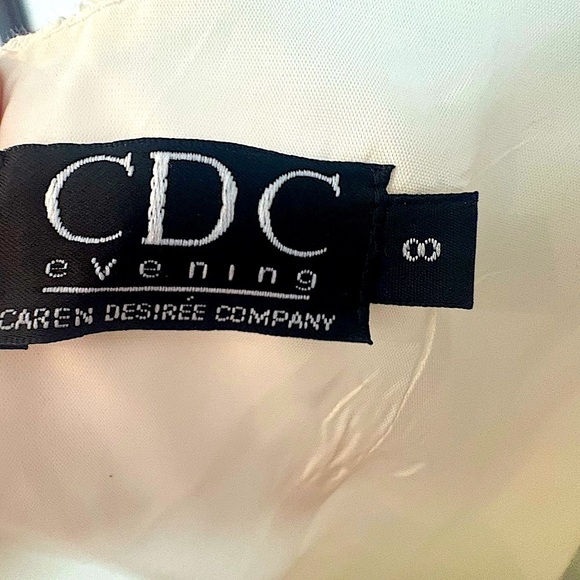 CDC
evening
CAREN DESIRÉE COMPANY
8